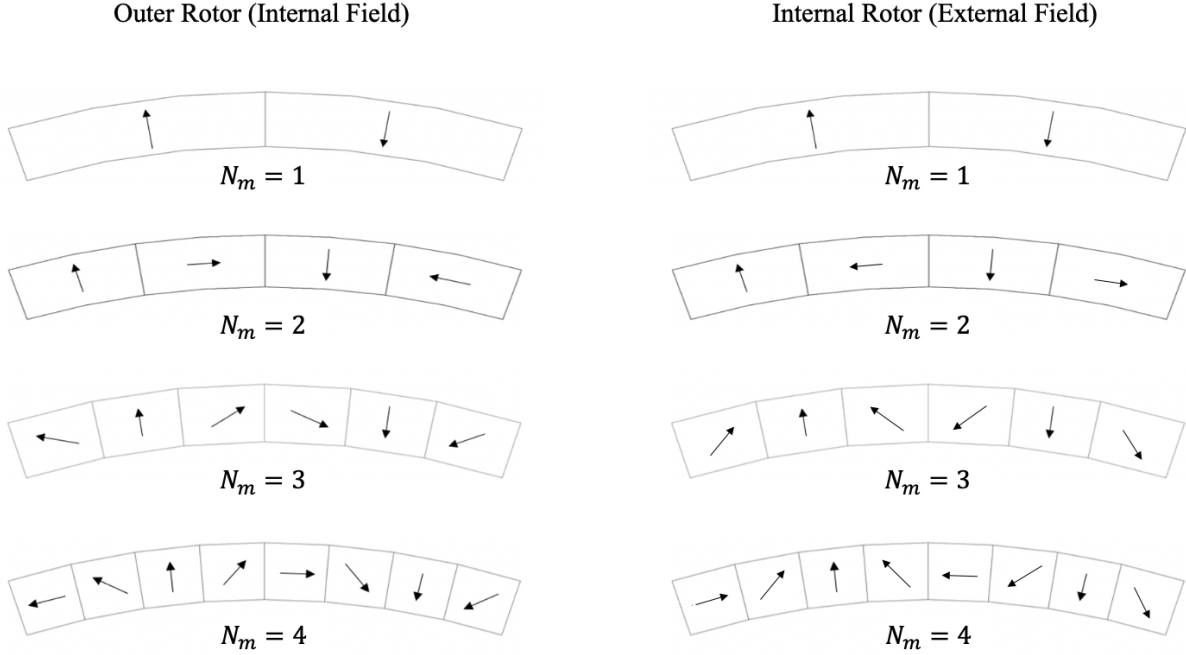 Outer Rotor (Internal Field)
Internal Rotor (External Field)
N_m = 1
N_m = 1
N_m = 2
N_m = 2
N_m = 3
N_m = 3
N_m = 4
N_m = 4